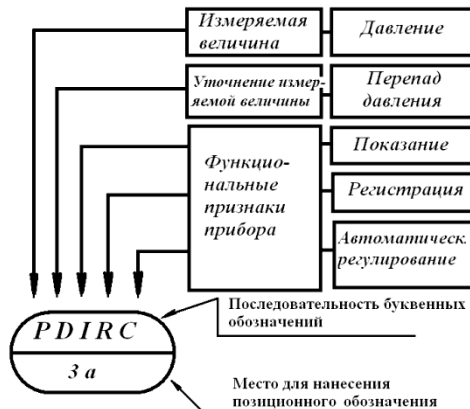 Измеряемая
величина
Давление
Уточнение измер-
яемой величины
Перепад
давления
Функцио-
нальные
признаки
прибора
Показание
Регистрация
Автоматическ.
регулирование
Последовательность буквенных
обозначений
P D I R C
3 а
Место для нанесения
позиционного обозначения